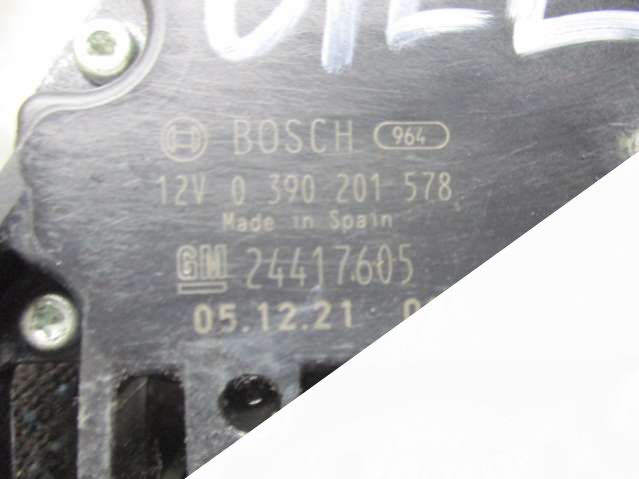 BOSCH 964
12V 0 390 201 578
Made in Spain
GM 24417605
05.12.21